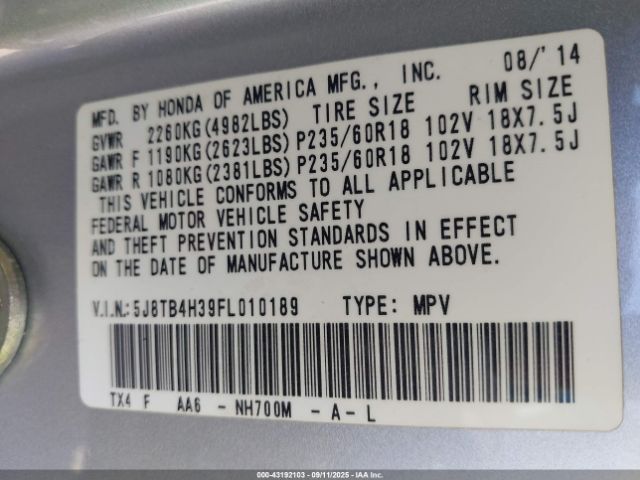 MFD. BY HONDA OF AMERICA MFG., INC. 08/'14
GVWR 2260KG(4982LBS) TIRE SIZE RIM SIZE
GAWR F 1190KG(2623LBS) P235/60R18 102V 18X7.5J
GAWR R 1080KG(2381LBS) P235/60R18 102V 18X7.5J
THIS VEHICLE CONFORMS TO ALL APPLICABLE
FEDERAL MOTOR VEHICLE SAFETY
AND THEFT PREVENTION STANDARDS IN EFFECT
ON THE DATE OF MANUFACTURE SHOWN ABOVE.
V.I.N.: 5J8TB4H39FL010189 TYPE: MPV
TX4 F AA6 - NH700M - A - L
000-43192103 - 09/11/2025 - IAA Inc.